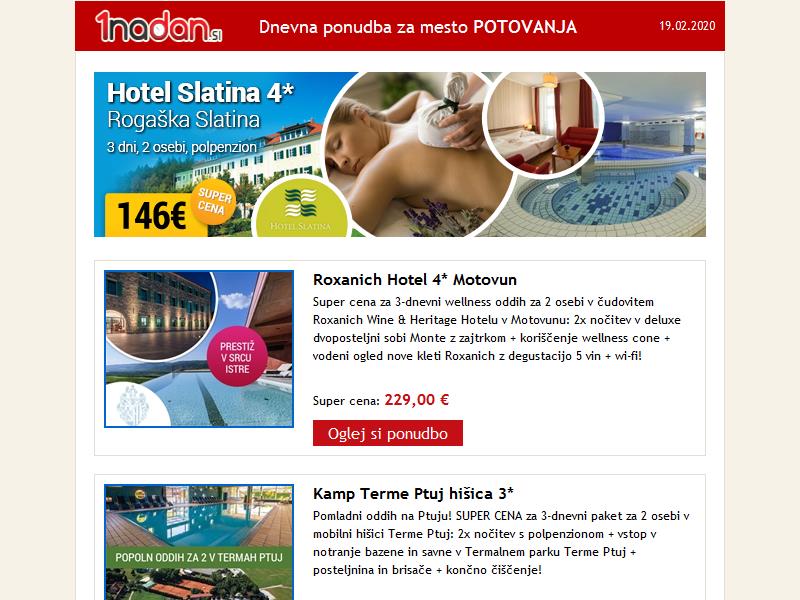 1nadan.SI
Dnevna ponudba za mesto POTOVANJA
19.02.2020
Hotel Slatina 4*
Rogaška Slatina
3 dni, 2 osebi, polpenzion
146€
SUPER
CENA
HOTEL SLATINA
Roxanich Hotel 4* Motovun
Super cena za 3-dnevni wellness oddih za 2 osebi v čudovitem
Roxanich Wine & Heritage Hotelu v Motovunu: 2x nočitev v deluxe
dvoposteljni sobi Monte z zajtrkom + koriščenje wellness cone +
vodeni ogled nove kleti Roxanich z degustacijo 5 vin + wi-fi!
PRESTIŽ
V SRCU
ISTRE
Super cena: 229,00 €
Oglej si ponudbo
Kamp Terme Ptuj hišica 3*
Pomladni oddih na Ptuju! SUPER CENA za 3-dnevni paket za 2 osebi v
mobilni hišici Terme Ptuj: 2x nočitev s polpenzionom + vstop v
notranje bazene in savne v Termalnem parku Terme Ptuj +
posteljnina in brisače + končno čiščenje!
POPOLN ODDIH ZA 2 V TERMAH PTUJ